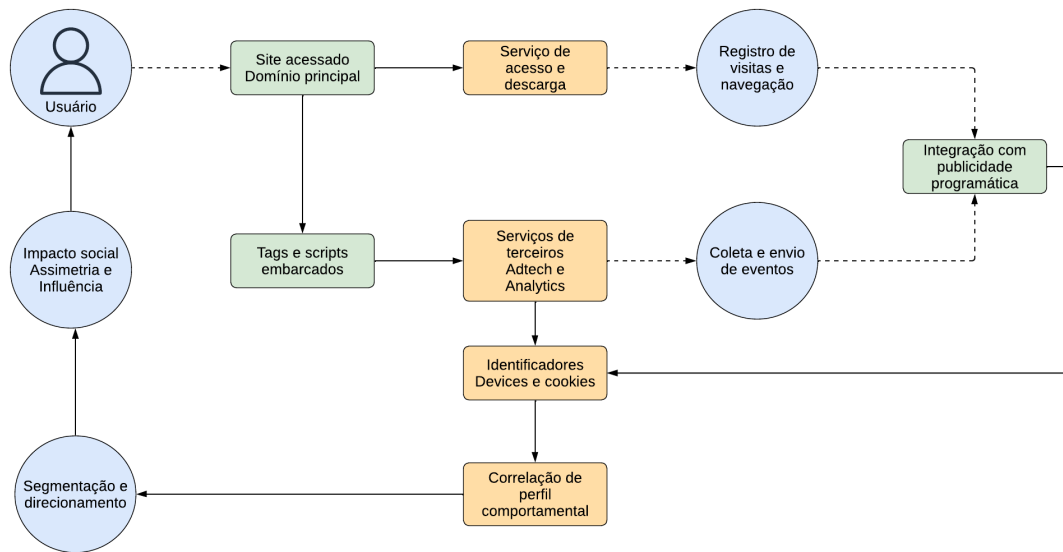 Usuário
Site acessado
Domínio principal
Serviço de
acesso e
descarga
Registro de
visitas e
navegação
Integração com
publicidade
programática
Impacto social
Assimetria e
Influência
Tags e scripts
embarcados
Serviços de
terceiros
Adtech e
Analytics
Coleta e envio
de eventos
Identificadores
Devices e cookies
Segmentação e
direcionamento
Correlação de
perfil
comportamental